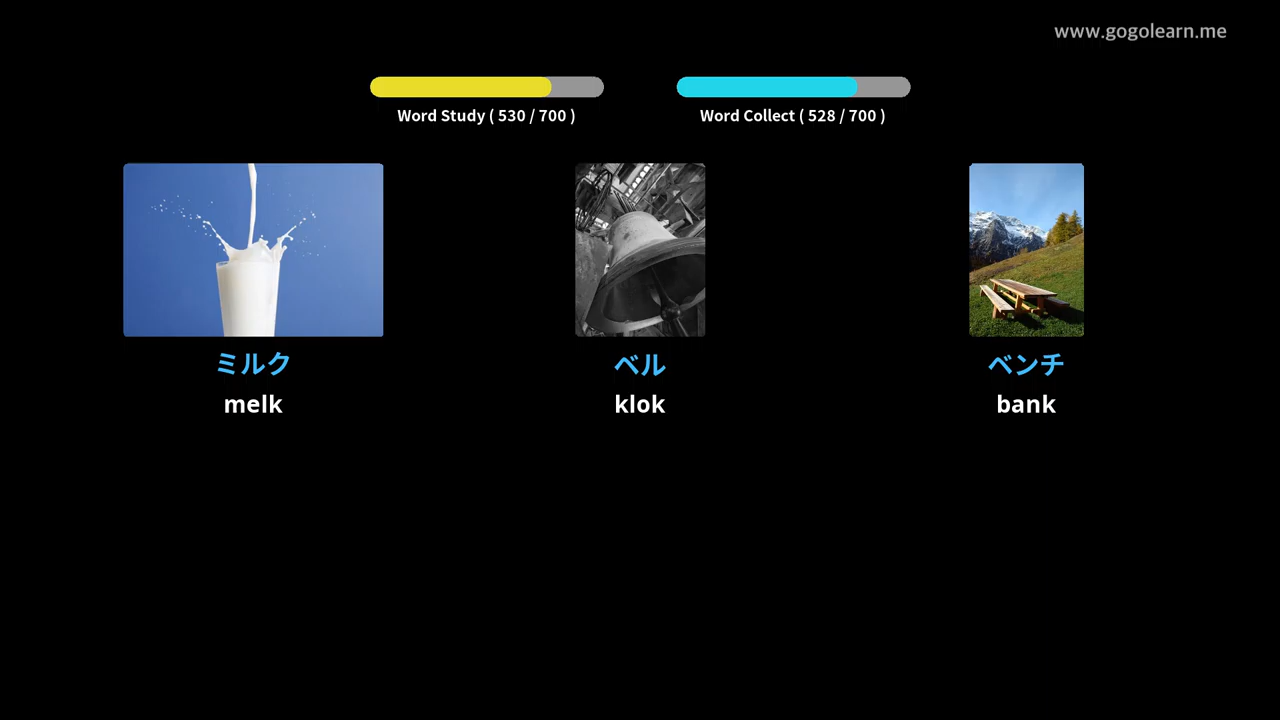 www.gogolearn.me
Word Study ( 530 / 700 )
Word Collect ( 528 / 700 )
ミルク
melk
ベル
klok
ベンチ
bank